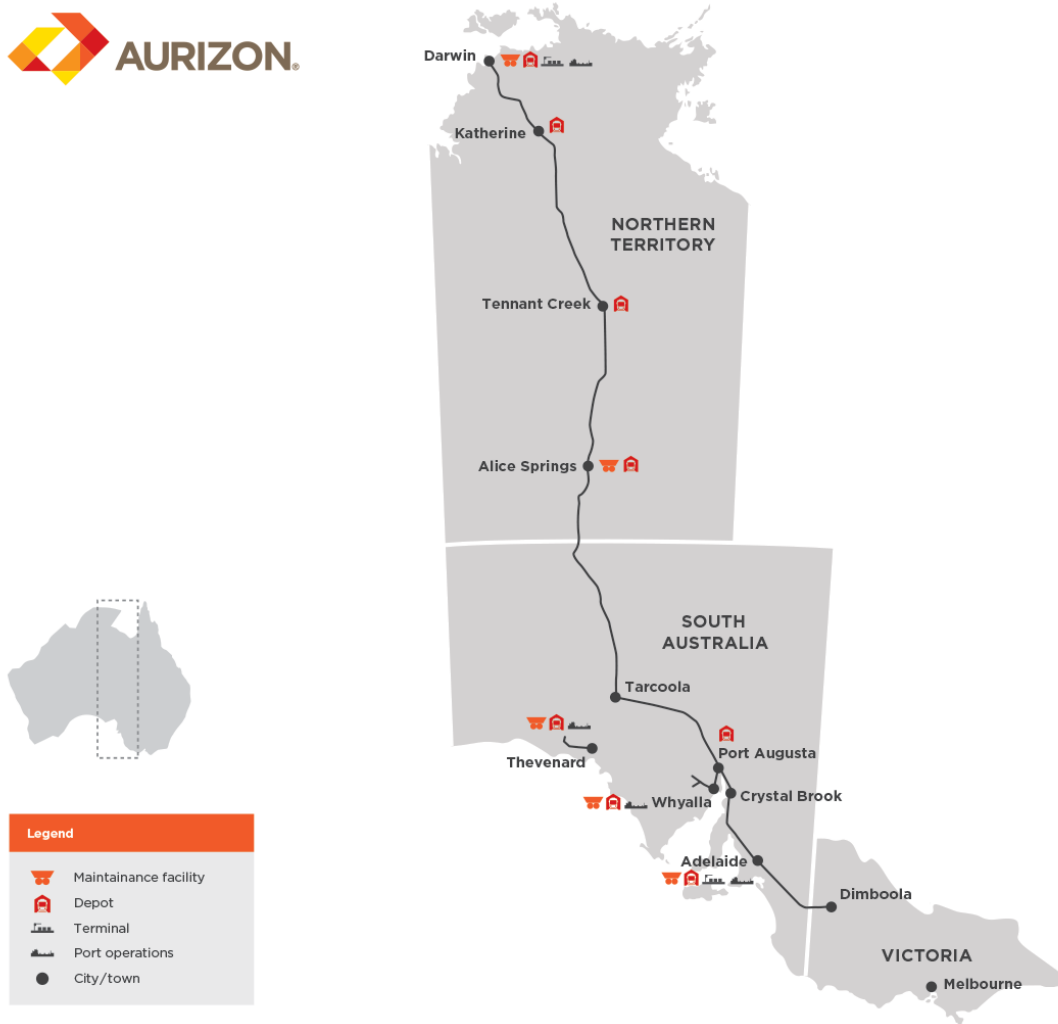 AURIZON®
Darwin
Katherine
NORTHERN
TERRITORY
Tennant Creek
Alice Springs
SOUTH
AUSTRALIA
Tarcoola
Thevenard
Port Augusta
Whyalla
Crystal Brook
Adelaide
Dimboola
VICTORIA
Melbourne
Legend
Maintainance facility
Depot
Terminal
Port operations
City/town